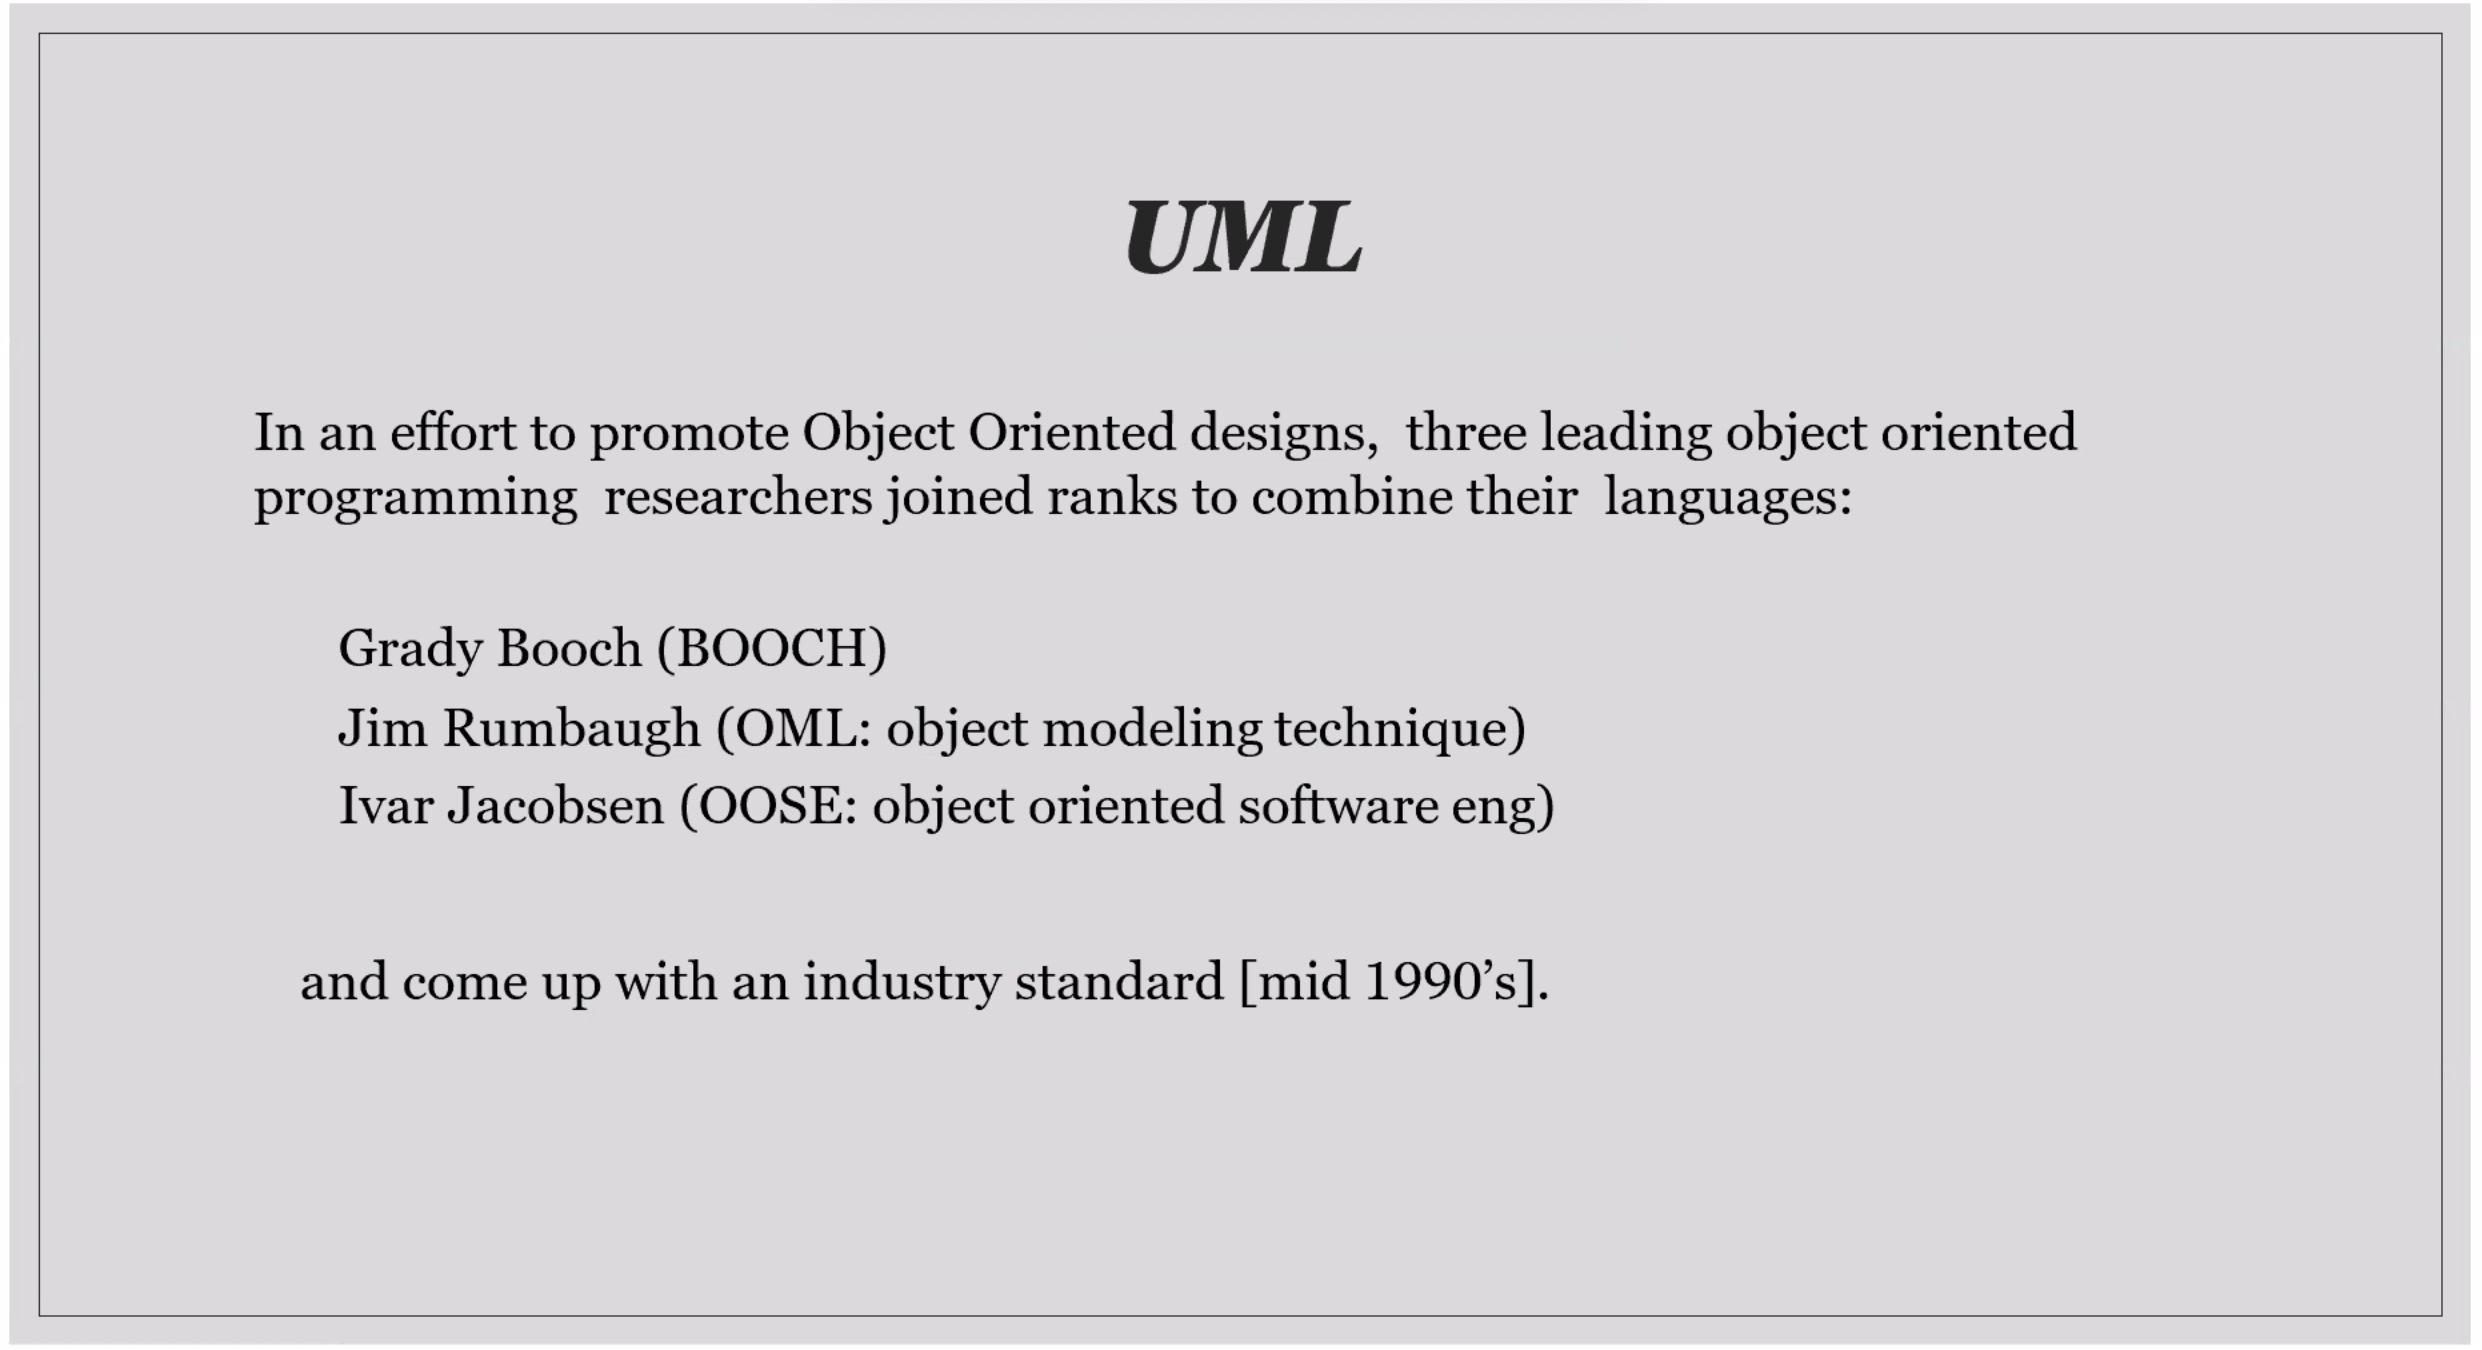 UML
In an effort to promote Object Oriented designs,  three leading object oriented
programming  researchers joined ranks to combine their  languages:
Grady Booch (BOOCH)
Jim Rumbaugh (OML: object modeling technique)
Ivar Jacobsen (OOSE: object oriented software eng)
and come up with an industry standard [mid 1990’s].